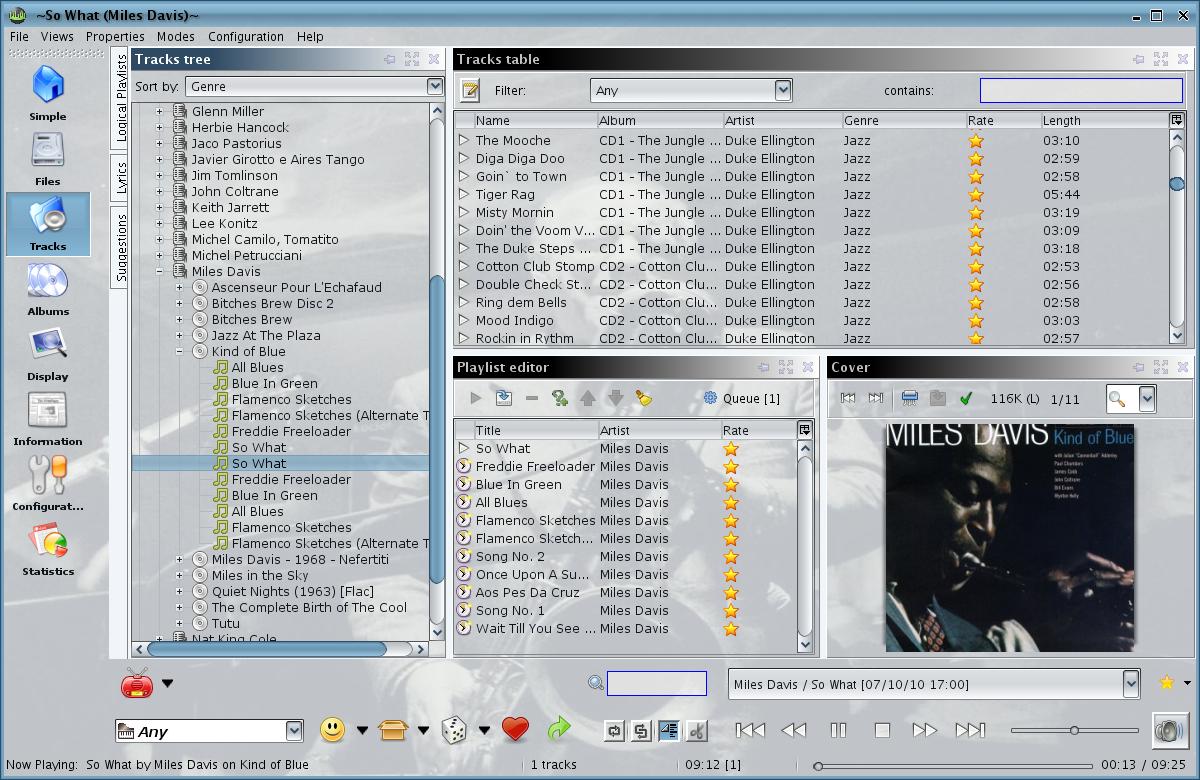 ~So What (Miles Davis)~
File Views Properties Modes Configuration Help
Simple
Files
Tracks
Albums
Display
Information
Configurat...
Statistics
Logical Playlists
Lyrics
Suggestions
Tracks tree
Sort by: Genre
Glenn Miller
Herbie Hancock
Jaco Pastorius
Javier Girotto e Aires Tango
Jim Tomlinson
John Coltrane
Keith Jarrett
Lee Konitz
Michel Camilo, Tomatito
Michel Petrucciani
Miles Davis
Ascenseur Pour L'Echafaud
Bitches Brew Disc 2
Bitches Brew
Jazz At The Plaza
Kind of Blue
All Blues
Blue In Green
Flamenco Sketches
Flamenco Sketches (Alternate T
Freddie Freeloader
So What
So What
Freddie Freeloader
Blue In Green
All Blues
Flamenco Sketches
Flamenco Sketches (Alternate T
Miles Davis - 1968 - Nefertiti
Miles in the Sky
Quiet Nights (1963) [Flac]
The Complete Birth of The Cool
Tutu
Nat King Cole
Tracks table
Filter: Any contains:
Name Album Artist Genre Rate Length
The Mooche CD1 - The Jungle ... Duke Ellington Jazz 03:10
Diga Diga Doo CD1 - The Jungle ... Duke Ellington Jazz 02:59
Goin` to Town CD1 - The Jungle ... Duke Ellington Jazz 02:58
Tiger Rag CD1 - The Jungle ... Duke Ellington Jazz 05:44
Misty Mornin CD1 - The Jungle ... Duke Ellington Jazz 03:19
Doin' the Voom V... CD1 - The Jungle ... Duke Ellington Jazz 03:09
The Duke Steps ... CD1 - The Jungle ... Duke Ellington Jazz 03:18
Cotton Club Stomp CD2 - Cotton Clu... Duke Ellington Jazz 02:53
Double Check St... CD2 - Cotton Clu... Duke Ellington Jazz 02:56
Ring dem Bells CD2 - Cotton Clu... Duke Ellington Jazz 02:58
Mood Indigo CD2 - Cotton Clu... Duke Ellington Jazz 03:03
Rockin in Rythm CD2 - Cotton Clu... Duke Ellington Jazz 02:57
Playlist editor
Queue [1]
Title Artist Rate
So What Miles Davis
Freddie Freeloader Miles Davis
Blue In Green Miles Davis
All Blues Miles Davis
Flamenco Sketches Miles Davis
Flamenco Sketch... Miles Davis
Song No. 2 Miles Davis
Once Upon A Su... Miles Davis
Aos Pes Da Cruz Miles Davis
Song No. 1 Miles Davis
Wait Till You See ... Miles Davis
Cover
116K (L) 1/11
MILES DAVIS Kind of Blue
with Julian "Cannonball" Adderley
Paul Chambers
James Cobb
John Coltrane
Bill Evans
Wynton Kelly
Miles Davis / So What [07/10/10 17:00]
Any
Now Playing: So What by Miles Davis on Kind of Blue
1 tracks
09:12 [1]
00:13 / 09:25